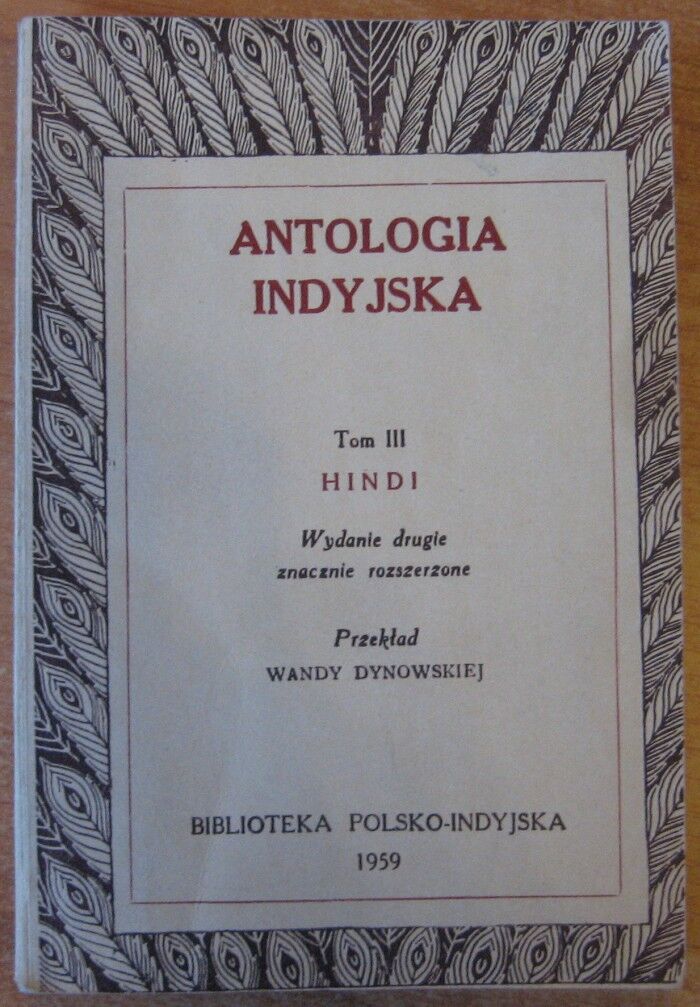 ANTOLOGIA
INDYJSKA
Tom III
HINDI
Wydanie drugie
znacznie rozszerzone
Przekład
WANDY DYNOWSKIEJ
BIBLIOTEKA POLSKO-INDYJSKA
1959